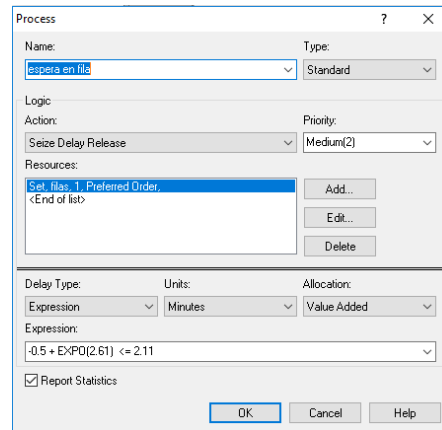 Process
? ×
Name: Type:
espera en fila Standard
Logic
Action: Priority:
Seize Delay Release Medium(2)
Resources:
Set, filas, 1, Preferred Order,
<End of list>
Add...
Edit...
Delete
Delay Type: Units: Allocation:
Expression Minutes Value Added
Expression:
-0.5 + EXPO(2.61) <= 2.11
Report Statistics
OK Cancel Help